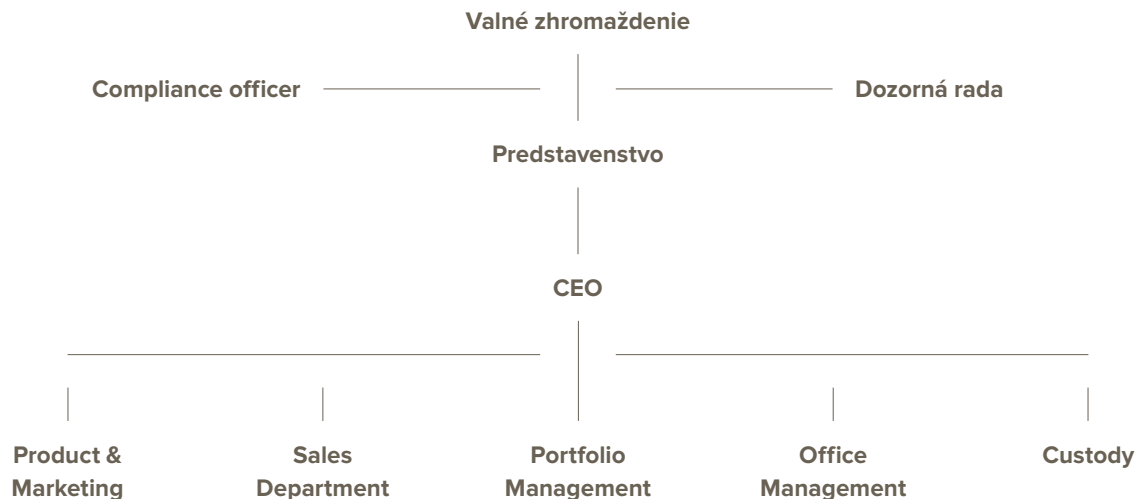 Valné zhromaždenie
Compliance officer
Dozorná rada
Predstavenstvo
CEO
Product &
Marketing
Sales
Department
Portfolio
Management
Office
Management
Custody